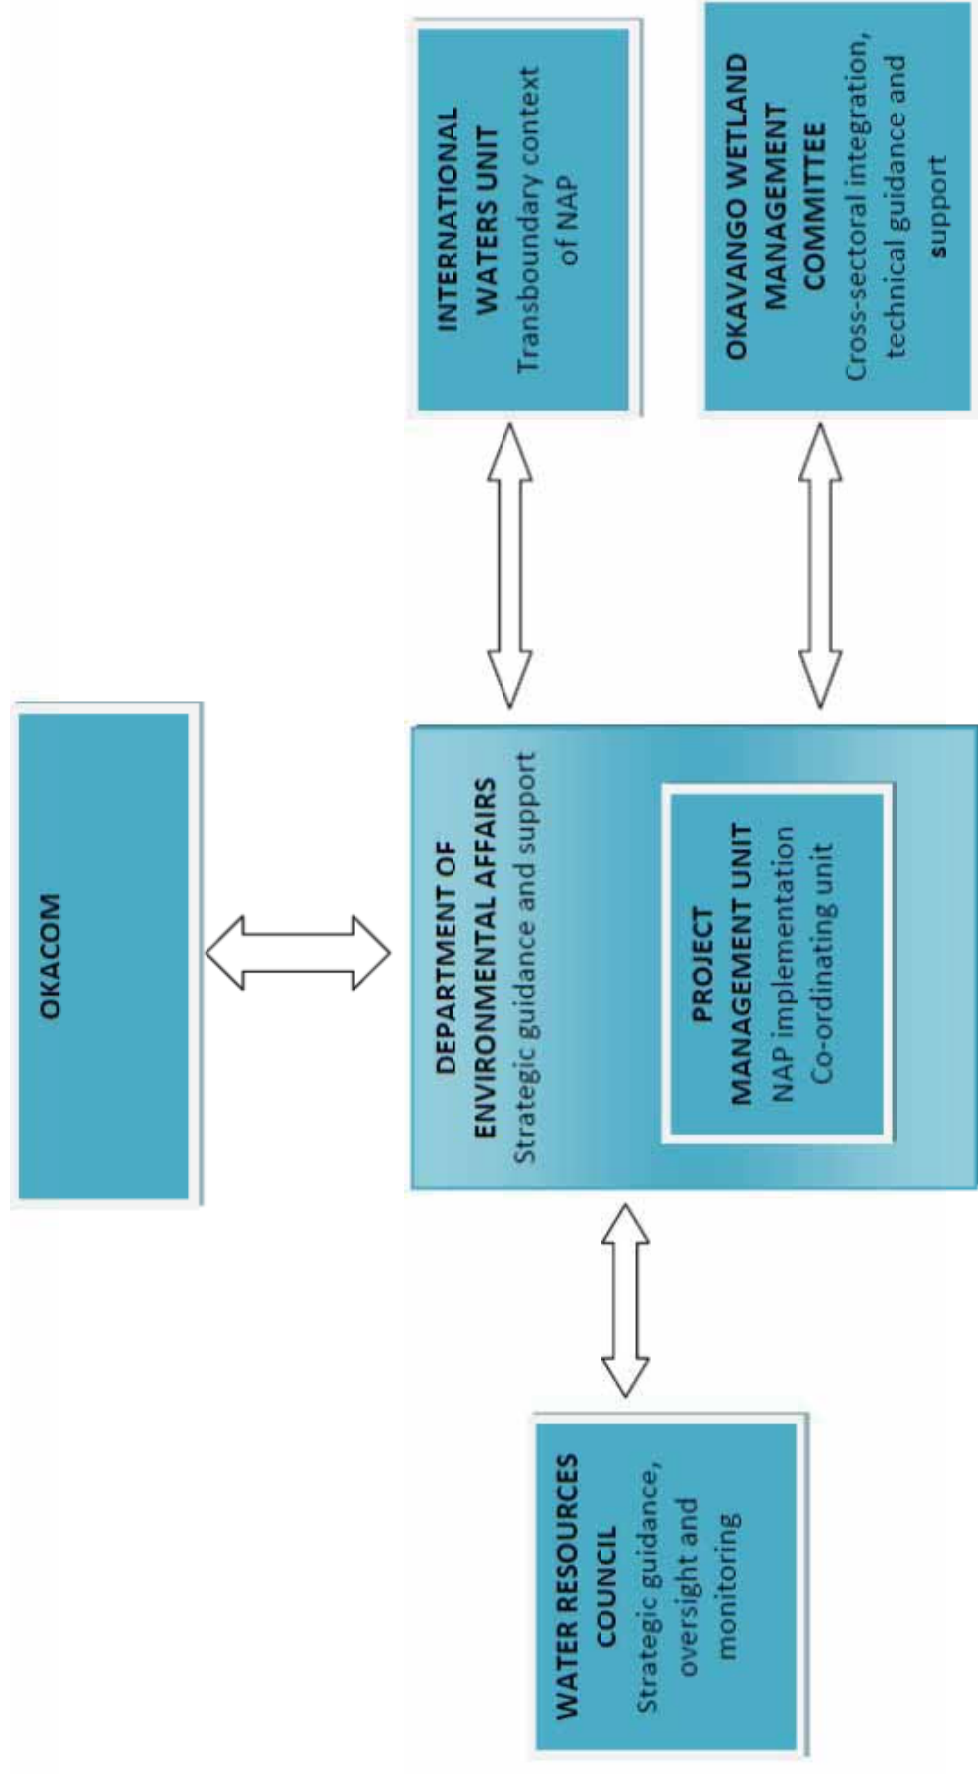 OKACOM
WATER RESOURCES
COUNCIL
Strategic guidance,
oversight and
monitoring
DEPARTMENT OF
ENVIRONMENTAL AFFAIRS
Strategic guidance and support
PROJECT
MANAGEMENT UNIT
NAP implementation
Co-ordinating unit
INTERNATIONAL
WATERS UNIT
Transboundary context
of NAP
OKAVANGO WETLAND
MANAGEMENT
COMMITTEE
Cross-sectoral integration,
technical guidance and
support